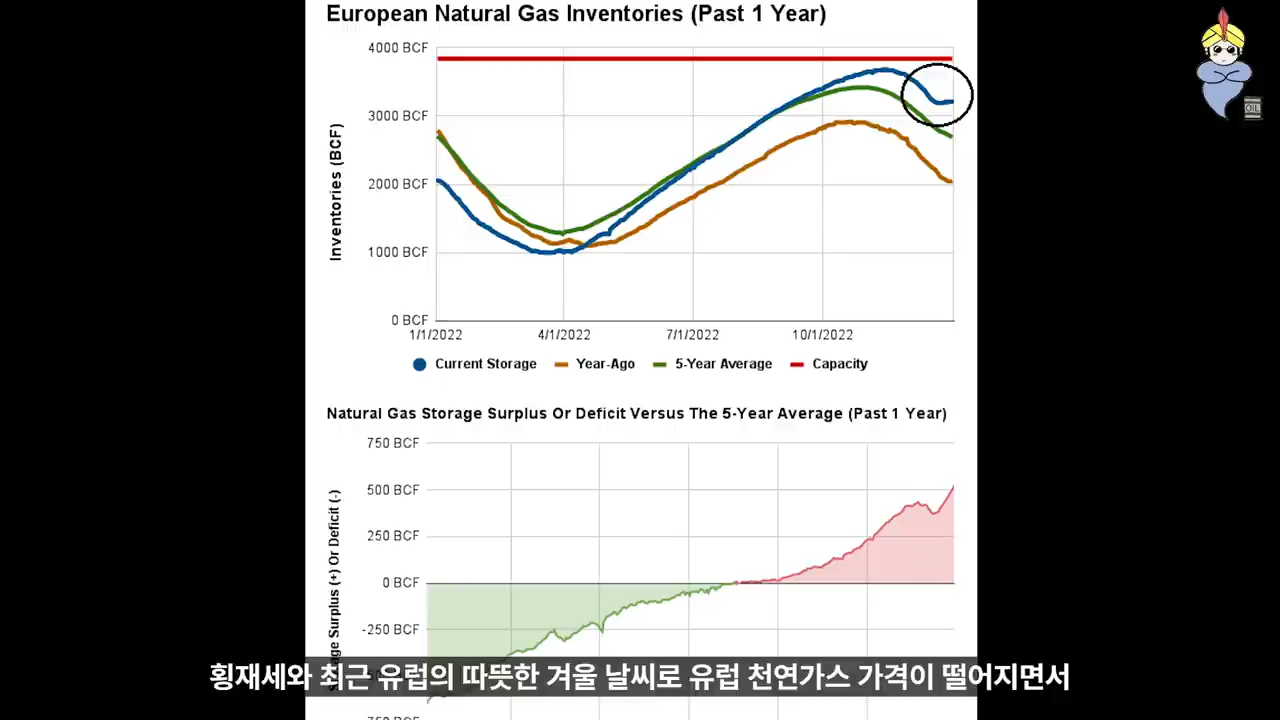 European Natural Gas Inventories (Past 1 Year)
4000 BCF
3000 BCF
2000 BCF
1000 BCF
0 BCF
Inventories (BCF)
1/1/2022 4/1/2022 7/1/2022 10/1/2022
Current Storage Year-Ago 5-Year Average Capacity
OIL
Natural Gas Storage Surplus Or Deficit Versus The 5-Year Average (Past 1 Year)
750 BCF
500 BCF
250 BCF
0 BCF
-250 BCF
Surplus (+) Or Deficit (-)
횡재세와 최근 유럽의 따뜻한 겨울 날씨로 유럽 천연가스 가격이 떨어지면서